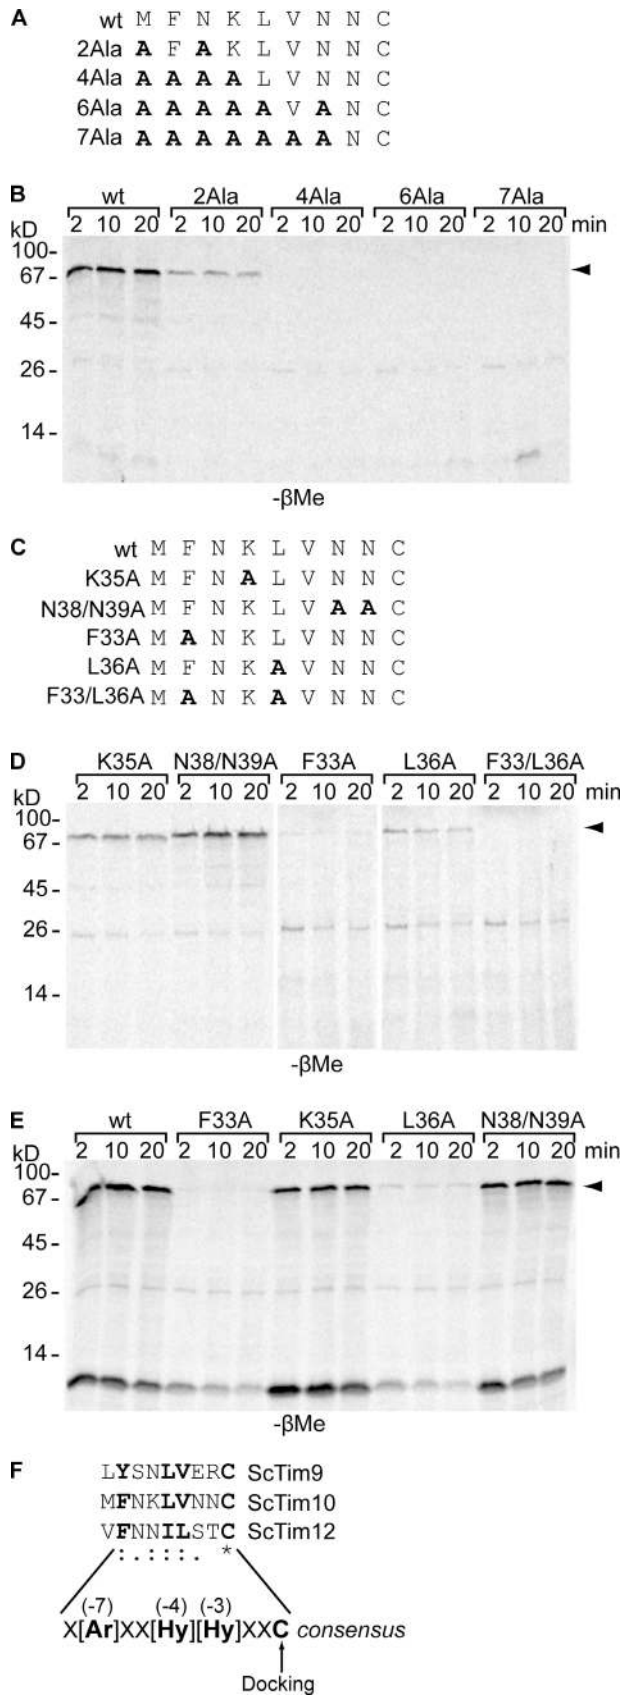 A
wt M F N K L V N N C
2Ala A F A K L V N N C
4Ala A A A A L V N N C
6Ala A A A A A V A N C
7Ala A A A A A A A N C
B
wt 2Ala 4Ala 6Ala 7Ala
kD 2 10 20 2 10 20 2 10 20 2 10 20 2 10 20 min
100-
67-
45-
26-
14-
-βMe
C
wt M F N K L V N N C
K35A M F N A L V N N C
N38/N39A M F N K L V A A C
F33A M A N K L V N N C
L36A M F N K A V N N C
F33/L36A M A N K A V N N C
D
K35A N38/N39A F33A L36A F33/L36A
kD 2 10 20 2 10 20 2 10 20 2 10 20 2 10 20 min
100-
67-
45-
26-
14-
-βMe
E
wt F33A K35A L36A N38/N39A
kD 2 10 20 2 10 20 2 10 20 2 10 20 2 10 20 min
100-
67-
45-
26-
14-
-βMe
F
LYSNLVERC ScTim9
MFNKLVNNC ScTim10
VFNNILSTC ScTim12
:.:::. *
(-7) (-4) (-3)
X[Ar]XX[Hy][Hy]XXC consensus
Docking